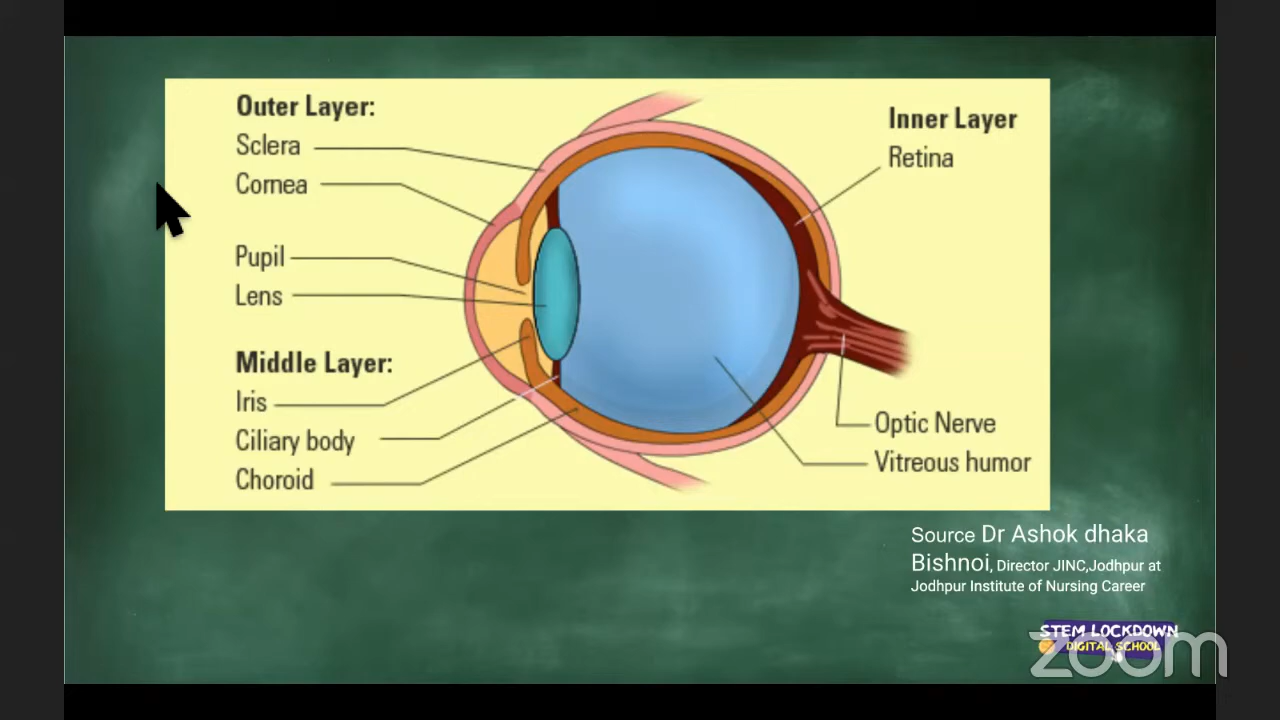 Outer Layer:
Sclera
Cornea
Pupil
Lens
Middle Layer:
Iris
Ciliary body
Choroid
Inner Layer
Retina
Optic Nerve
Vitreous humor
Source Dr Ashok dhaka
Bishnoi, Director JINC,Jodhpur at
Jodhpur Institute of Nursing Career
STEM LOCKDOWN
DIGITAL SCHOOL
zoom